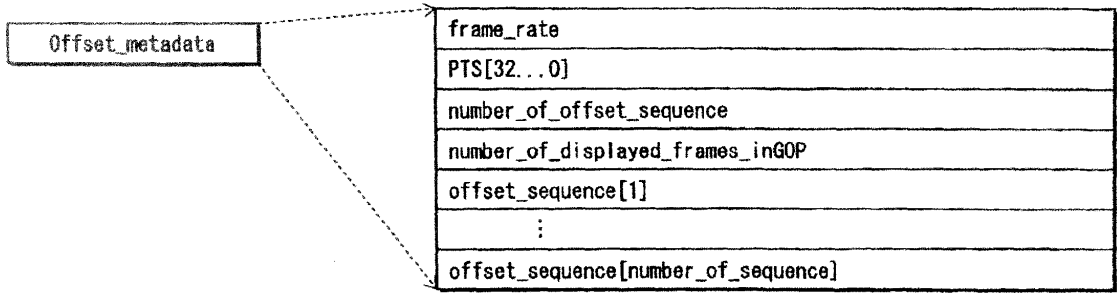 Offset_metadata
frame_rate
PTS[32...0]
number_of_offset_sequence
number_of_displayed_frames_inGOP
offset_sequence[1]
⋮
offset_sequence[number_of_sequence]